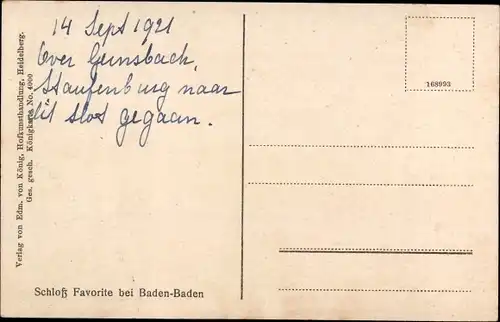 14 Sept 1921
Over Gernsbach,
Staufenburg naar
dit slot gegaan.
168993
Verlag von Edm. von König, Hofkunsthandlung, Heidelberg.
Ges. gesch. Königkarte No. 4000
Schloß Favorite bei Baden-Baden